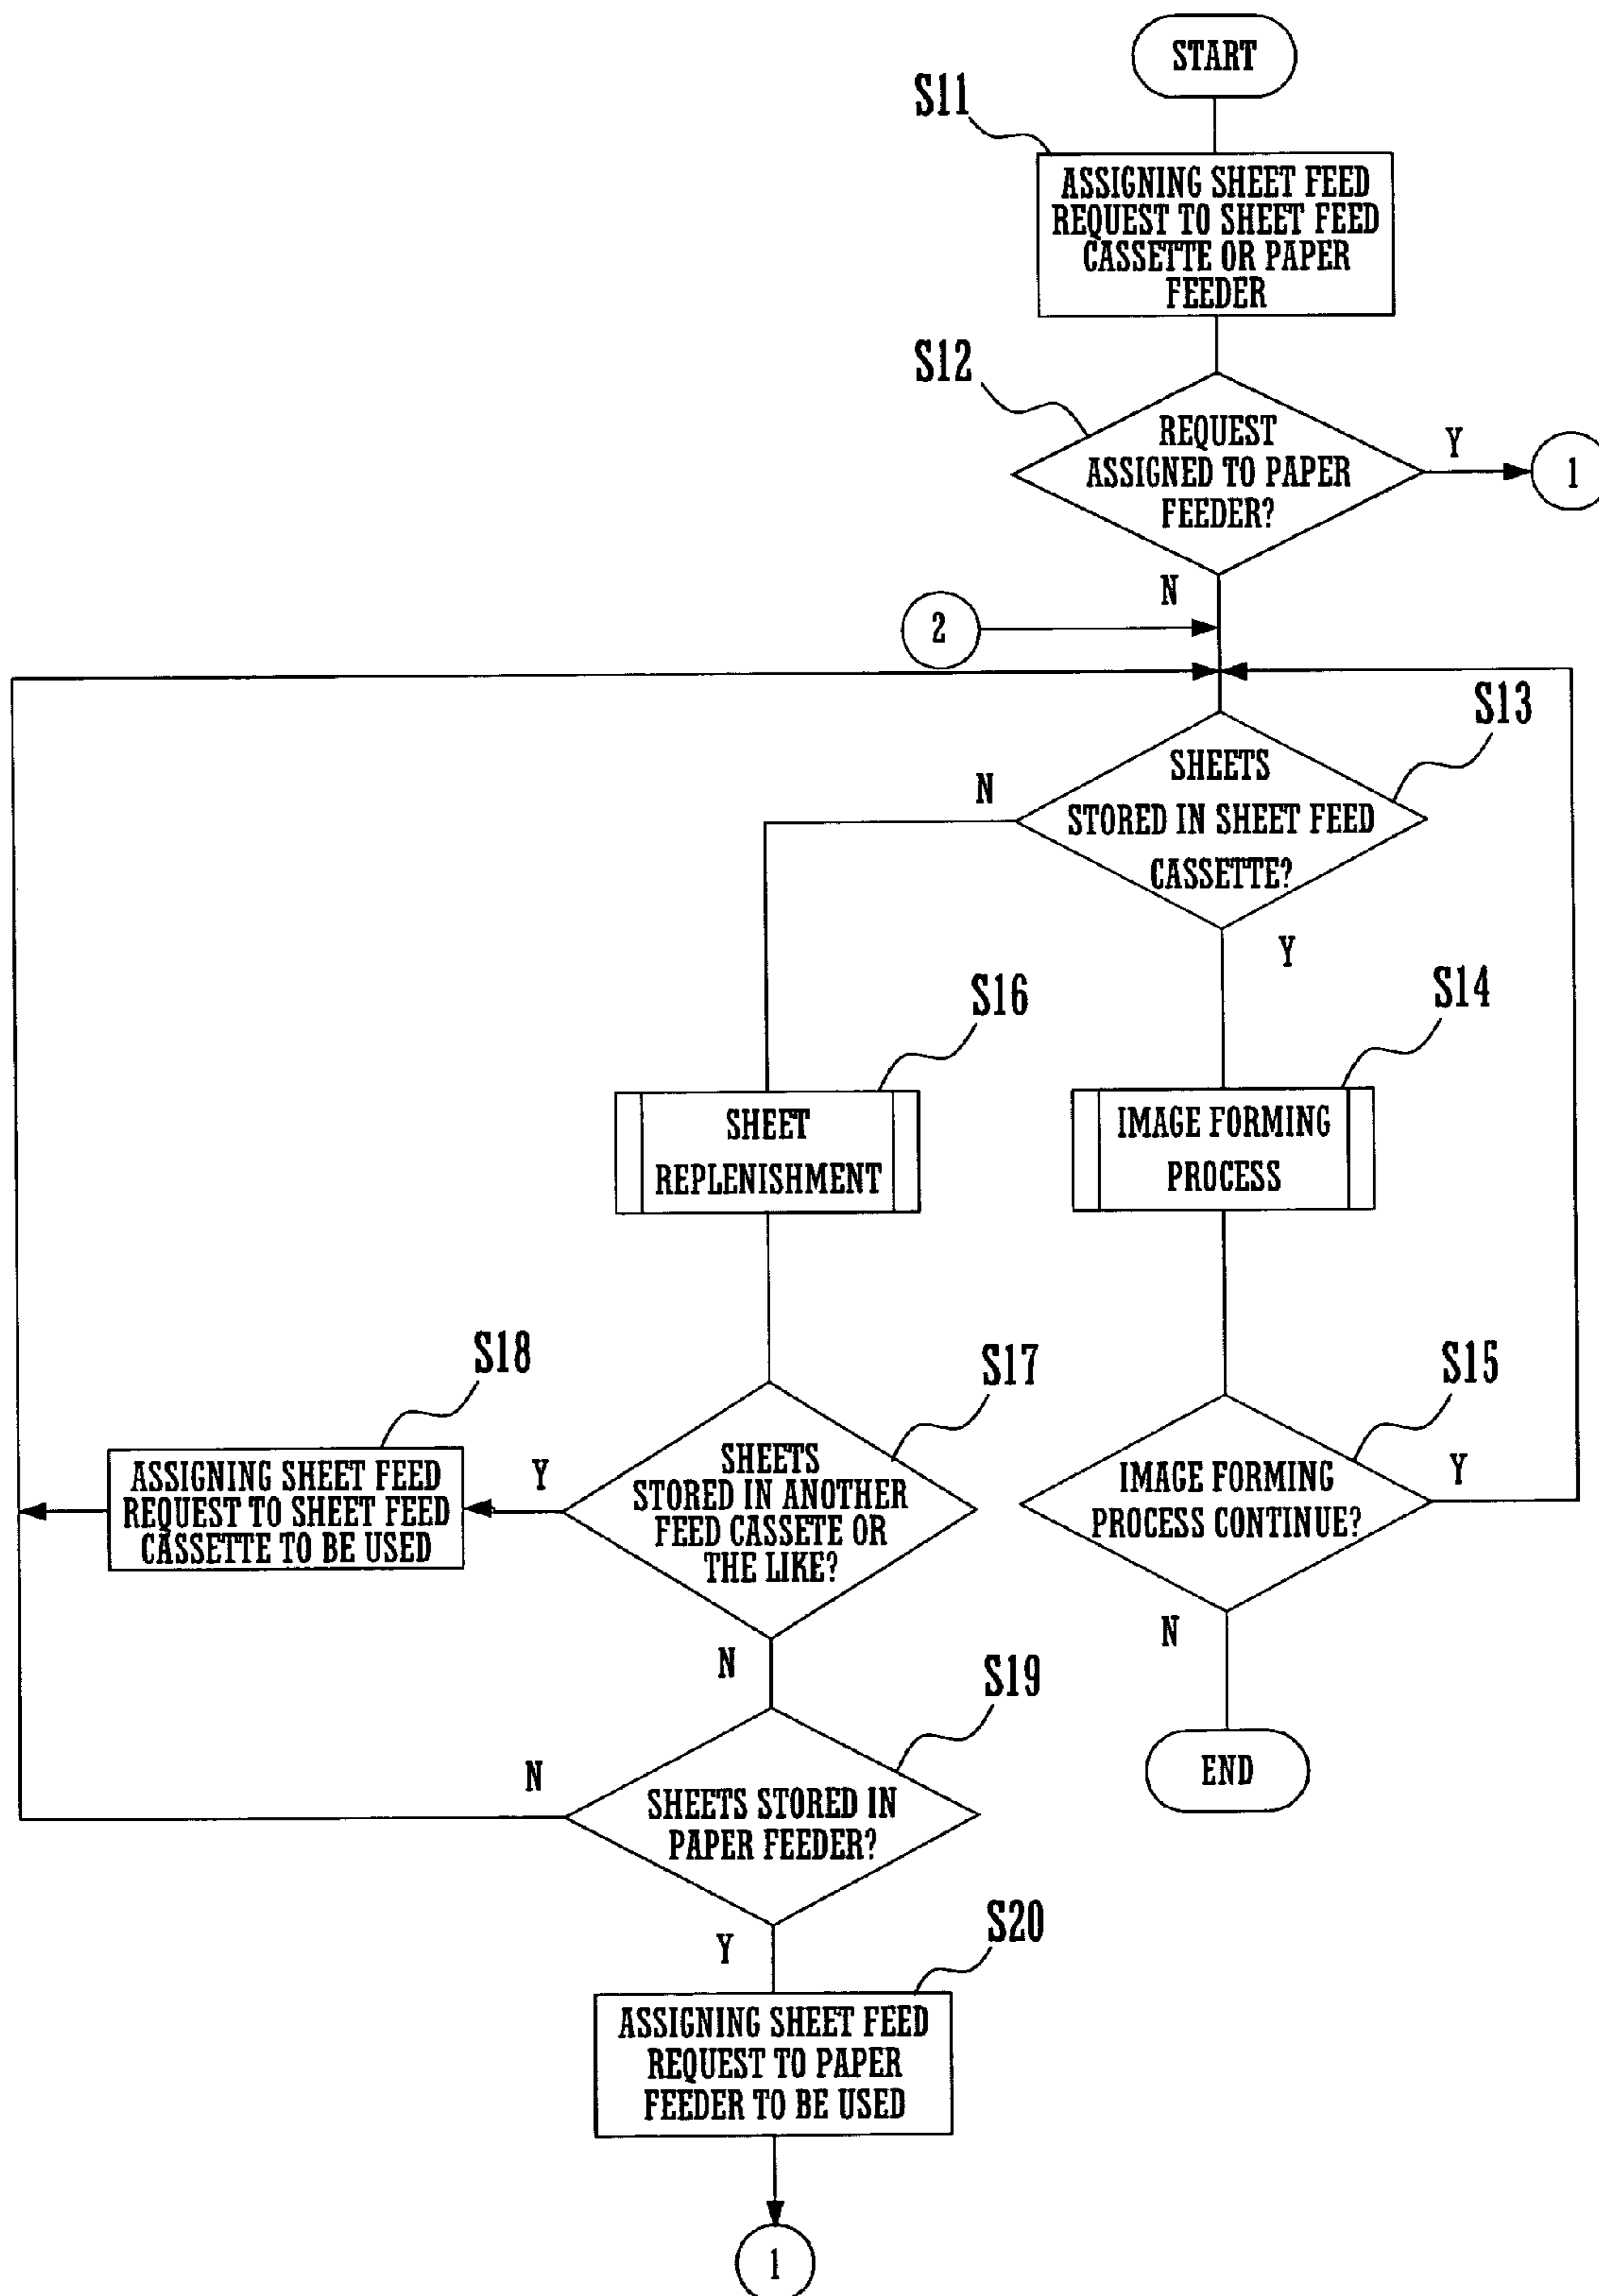 START
S11
ASSIGNING SHEET FEED
REQUEST TO SHEET FEED
CASSETTE OR PAPER
FEEDER
S12
REQUEST
ASSIGNED TO PAPER
FEEDER?
Y
1
N
2
S13
SHEETS
STORED IN SHEET FEED
CASSETTE?
N
Y
S16
SHEET
REPLENISHMENT
S14
IMAGE FORMING
PROCESS
S18
ASSIGNING SHEET FEED
REQUEST TO SHEET FEED
CASSETTE TO BE USED
Y
S17
SHEETS
STORED IN ANOTHER
FEED CASSETE OR
THE LIKE?
N
S15
IMAGE FORMING
PROCESS CONTINUE?
Y
N
END
S19
SHEETS STORED IN
PAPER FEEDER?
N
Y
S20
ASSIGNING SHEET FEED
REQUEST TO PAPER
FEEDER TO BE USED
1